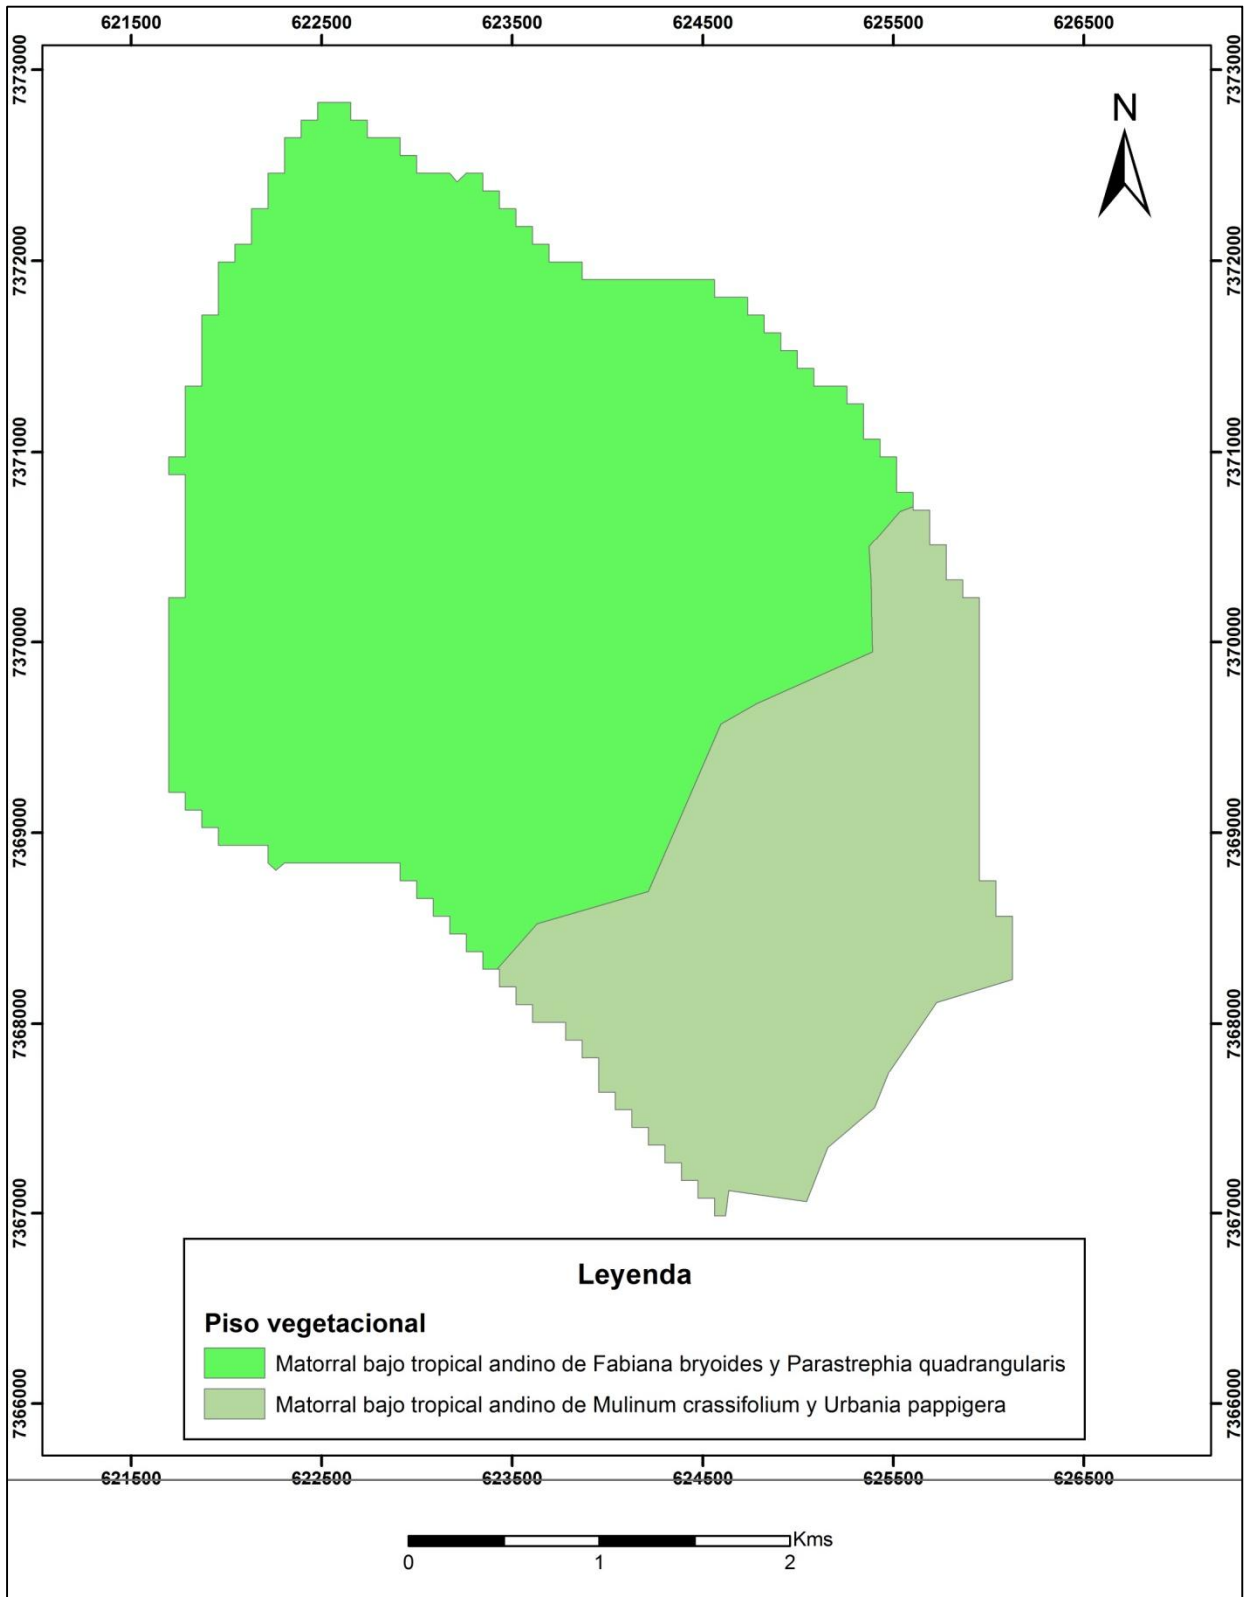 621500 622500 623500 624500 625500 626500
7373000 7373000
N
7372000 7372000
7371000 7371000
7370000 7370000
7369000 7369000
7368000 7368000
7367000 7367000
Leyenda
Piso vegetacional
Matorral bajo tropical andino de Fabiana bryoides y Parastrephia quadrangularis
Matorral bajo tropical andino de Mulinum crassifolium y Urbania pappigera
7366000 7366000
621500 622500 623500 624500 625500 626500
Kms
0 1 2